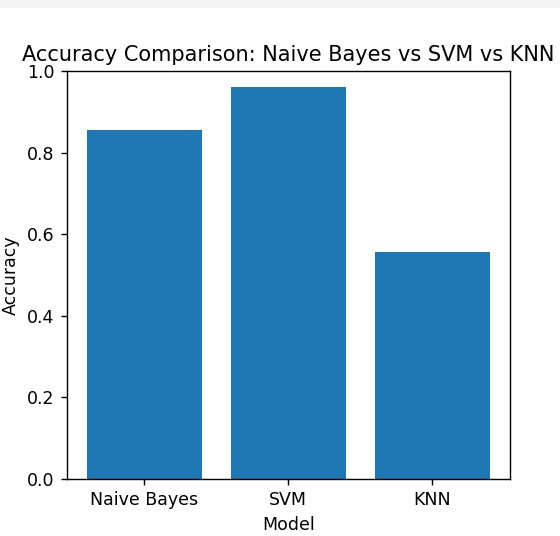 Accuracy Comparison: Naive Bayes vs SVM vs KNN
1.0
0.8
0.6
0.4
0.2
0.0
Accuracy
Naive Bayes SVM KNN
Model